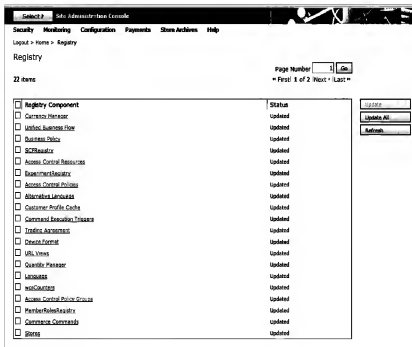 Select? Site Administration Console
Security Monitoring Configuration Payments Store Archives Help
Logout > Home > Registry
Registry
Page Number 1 Go
22 items
First 1 of 2 Next Last
Registry Component Status
Currency Manager Updated
Unified Business Flow Updated
Business Policy Updated
SCFRegistry Updated
Access Control Resources Updated
ExperimentRegistry Updated
Access Control Policies Updated
Alternative Language Updated
Customer Profile Cache Updated
Command Execution Triggers Updated
Trading Agreement Updated
Device Format Updated
URL Views Updated
Quantity Manager Updated
Language Updated
wcsCounters Updated
Access Control Policy Groups Updated
MemberRolesRegistry Updated
Commerce Commands Updated
Stores Updated
Update
Update All
Refresh